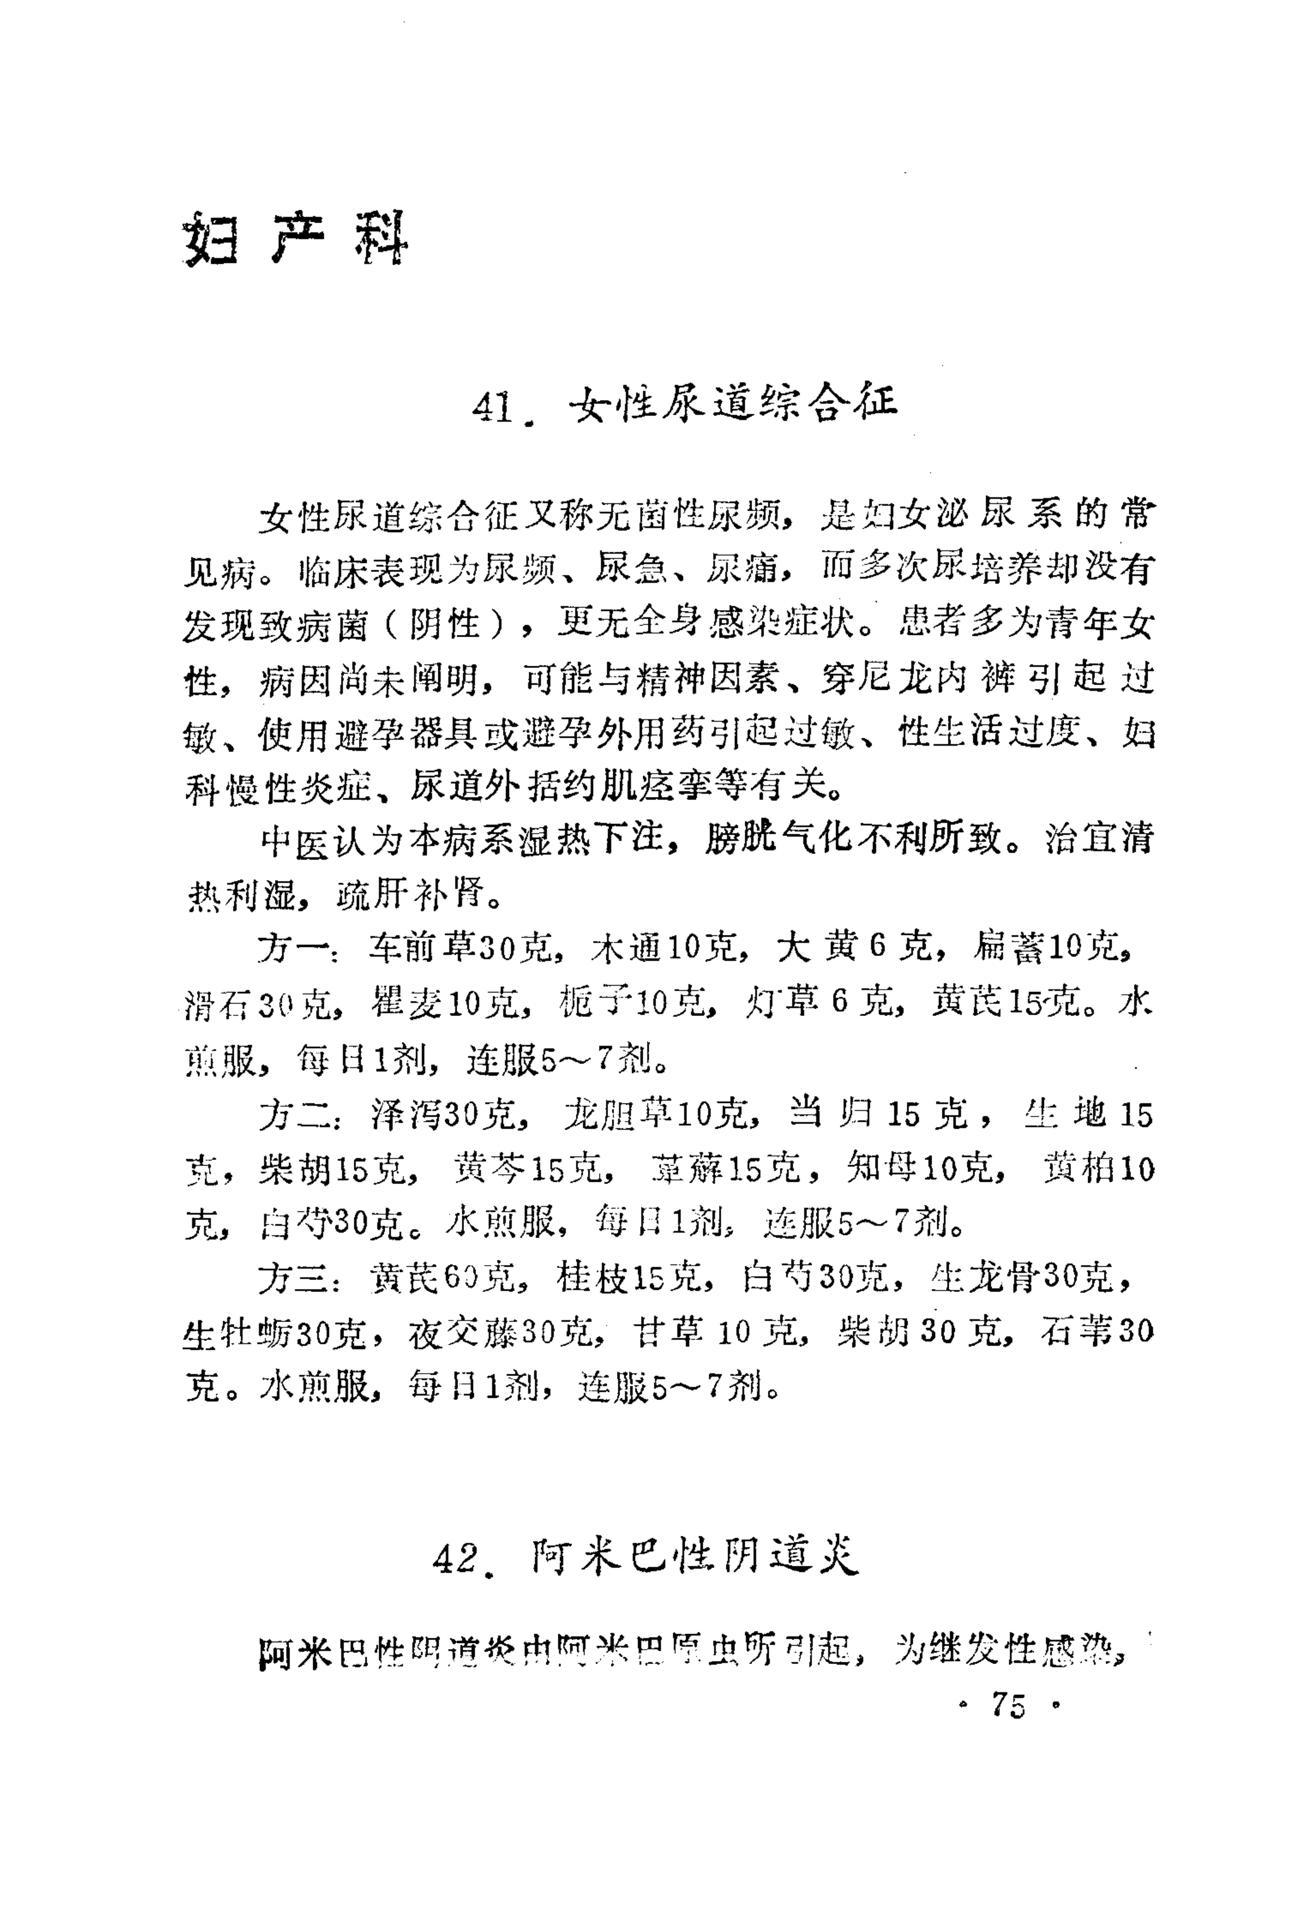 妇产科
41. 女性尿道综合征
女性尿道综合征又称无菌性尿频，是妇女泌尿系的常
见病。临床表现为尿频、尿急、尿痛，而多次尿培养却没有
发现致病菌（阴性），更无全身感染症状。患者多为青年女
性，病因尚未阐明，可能与精神因素、穿尼龙内裤引起过
敏、使用避孕器具或避孕外用药引起过敏、性生活过度、妇
科慢性炎症、尿道外括约肌痉挛等有关。
中医认为本病系湿热下注，膀胱气化不利所致。治宜清
热利湿，疏肝补肾。
方一：车前草30克，木通10克，大黄6克，扁蓄10克，
滑石30克，瞿麦10克，栀子10克，灯草6克，黄芪15克。水
煎服，每日1剂，连服5～7剂。
方二：泽泻30克，龙胆草10克，当归15克，生地15
克，柴胡15克，黄芩15克，萆薢15克，知母10克，黄柏10
克，白芍30克。水煎服，每日1剂，连服5～7剂。
方三：黄芪60克，桂枝15克，白芍30克，生龙骨30克，
生牡蛎30克，夜交藤30克，甘草10克，柴胡30克，石苇30
克。水煎服，每日1剂，连服5～7剂。
42. 阿米巴性阴道炎
阿米巴性阴道炎由阿米巴原虫所引起，为继发性感染，
· 75 ·